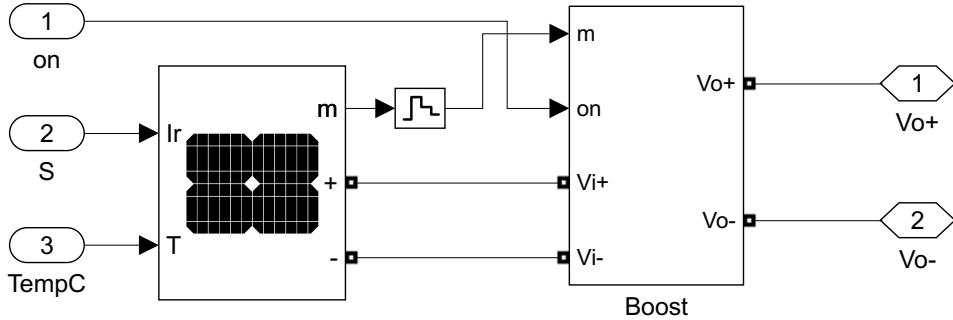 1
on
2
S
3
TempC
Ir
T
m
+
-
m
on
Vi+
Vi-
Vo+
Vo-
Boost
1
Vo+
2
Vo-